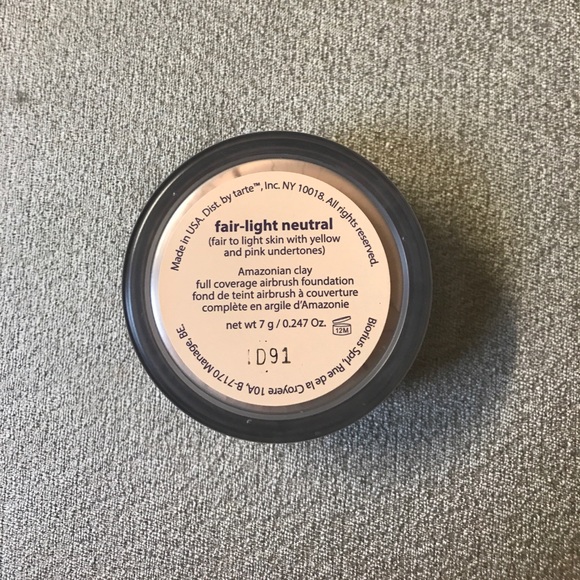 Made in USA. Dist. by tarte™, Inc. NY 10018. All rights reserved.
fair-light neutral
(fair to light skin with yellow
and pink undertones)
Amazonian clay
full coverage airbrush foundation
fond de teint airbrush à couverture
complète en argile d'Amazonie
net wt 7 g / 0.247 Oz.
12M
D91
Biorius Sprl, Rue de la Croyere 10A, B-7170 Manage, BE.